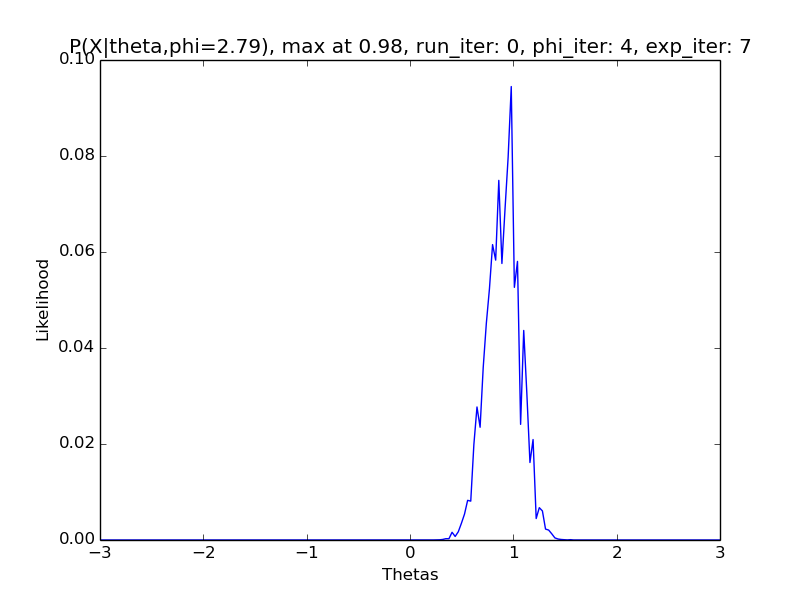 P(X|theta,phi=2.79), max at 0.98, run_iter: 0, phi_iter: 4, exp_iter: 7
0.10
0.08
0.06
0.04
0.02
0.00
Likelihood
−3 −2 −1 0 1 2 3
Thetas